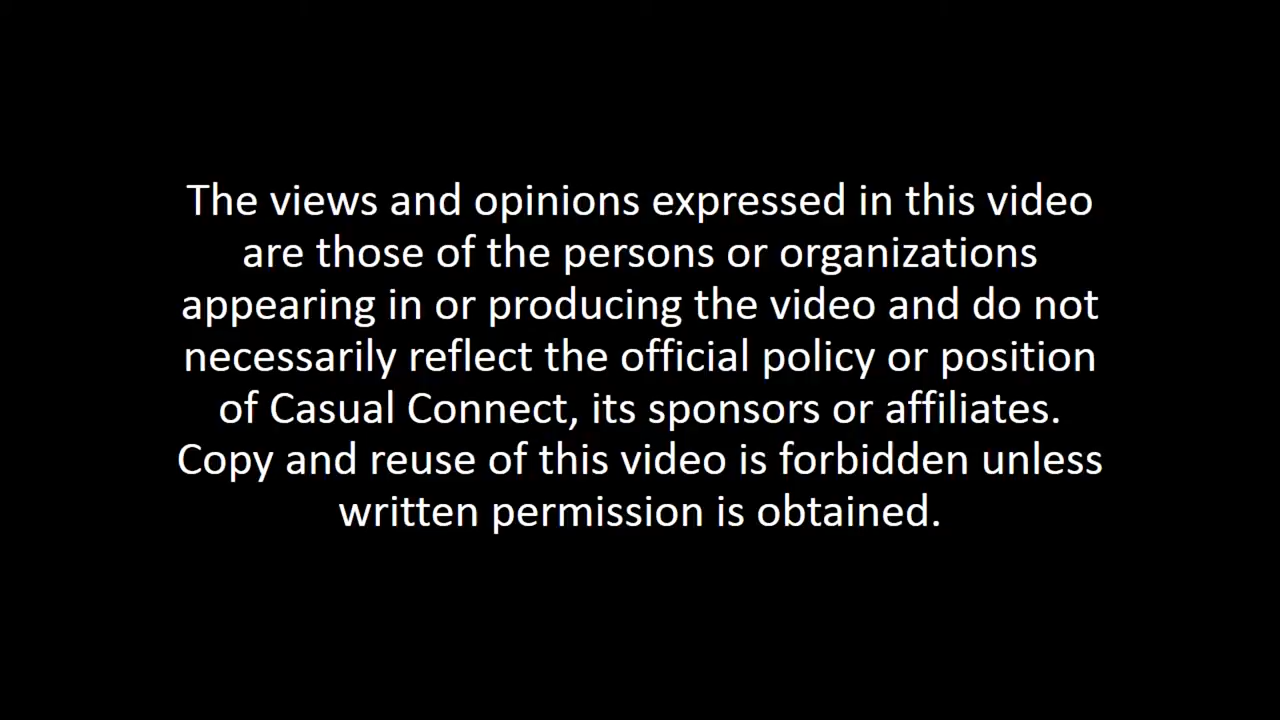 The views and opinions expressed in this video
are those of the persons or organizations
appearing in or producing the video and do not
necessarily reflect the official policy or position
of Casual Connect, its sponsors or affiliates.
Copy and reuse of this video is forbidden unless
written permission is obtained.